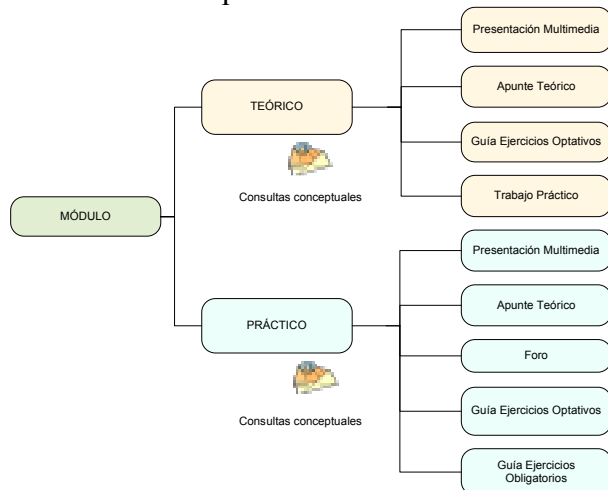 Presentación Multimedia
TEÓRICO
Apunte Teórico
Guía Ejercicios Optativos
Consultas conceptuales
Trabajo Práctico
MÓDULO
Presentación Multimedia
PRÁCTICO
Apunte Teórico
Foro
Consultas conceptuales
Guía Ejercicios Optativos
Guía Ejercicios
Obligatorios